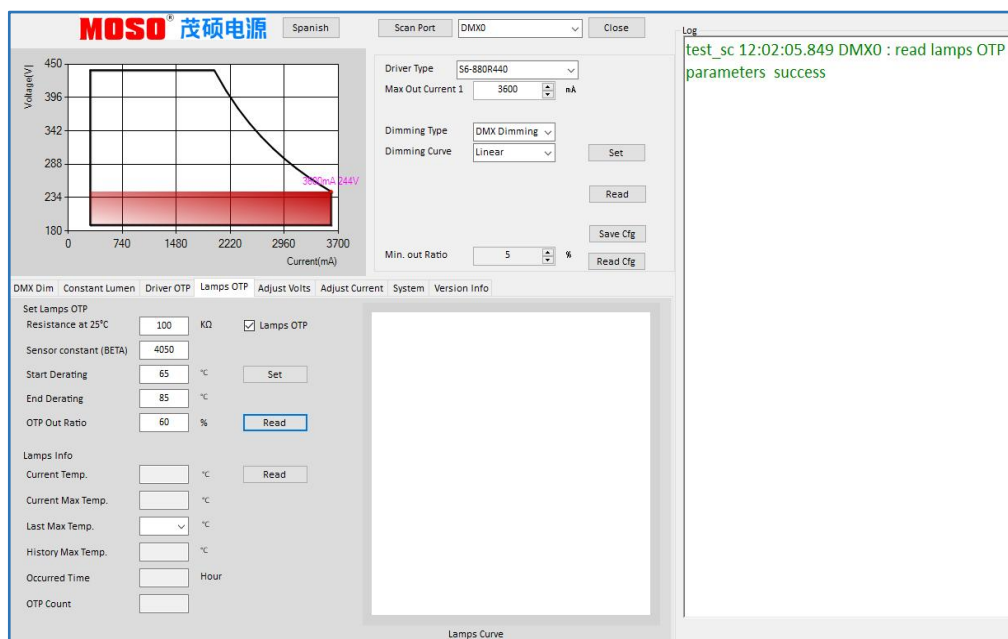 MOSO® 茂硕电源
Spanish
Scan Port
DMX0
Close
Log
test_sc 12:02:05.849 DMX0 : read lamps OTP
parameters success
Voltage(V)
450
396
342
288
234
180
3600mA,244V
0 740 1480 2220 2960 3700
Current(mA)
Driver Type S6-880R440
Max Out Current 1 3600 mA
Dimming Type DMX Dimming
Dimming Curve Linear
Set
Read
Save Cfg
Min. out Ratio 5 %
Read Cfg
DMX Dim Constant Lumen Driver OTP Lamps OTP Adjust Volts Adjust Current System Version Info
Set Lamps OTP
Resistance at 25°C 100 KΩ Lamps OTP
Sensor constant (BETA) 4050
Start Derating 65 °C Set
End Derating 85 °C
OTP Out Ratio 60 % Read
Lamps Info
Current Temp. °C Read
Current Max Temp. °C
Last Max Temp. °C
History Max Temp. °C
Occurred Time Hour
OTP Count
Lamps Curve